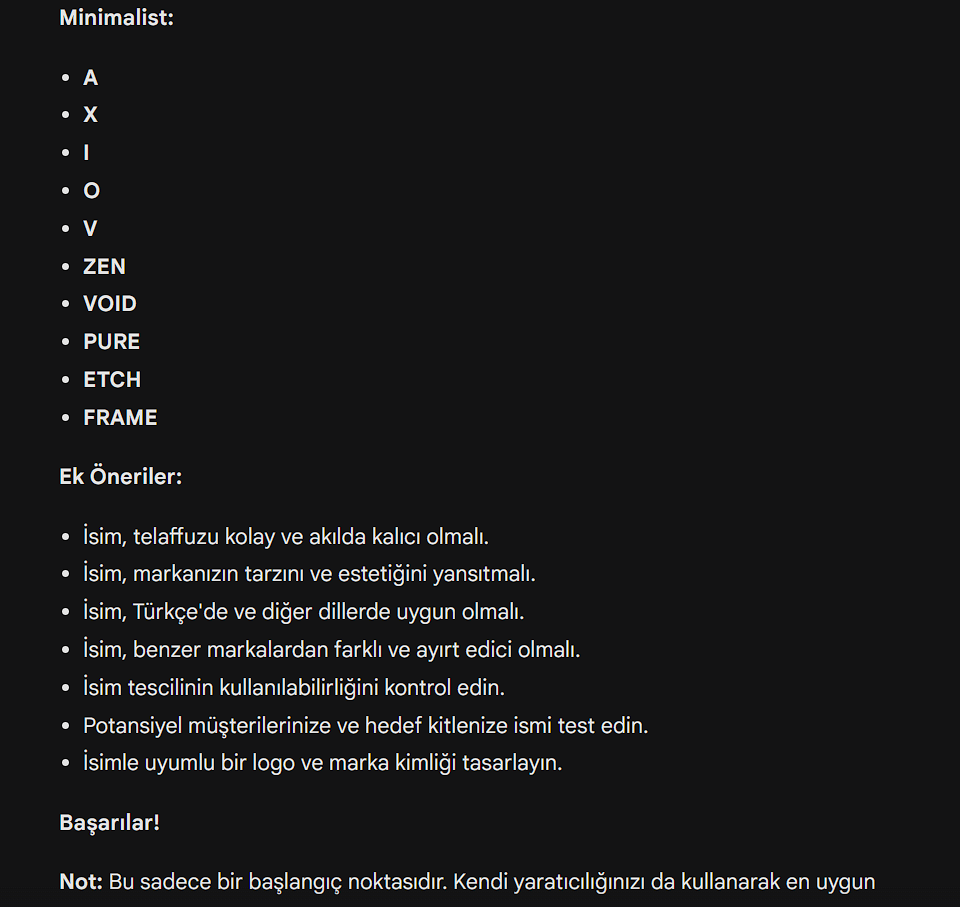 Minimalist:
• A
• X
• I
• O
• V
• ZEN
• VOID
• PURE
• ETCH
• FRAME
Ek Öneriler:
• İsim, telaffuzu kolay ve akılda kalıcı olmalı.
• İsim, markanızın tarzını ve estetiğini yansıtmalı.
• İsim, Türkçe'de ve diğer dillerde uygun olmalı.
• İsim, benzer markalardan farklı ve ayırt edici olmalı.
• İsim tescilinin kullanılabilirliğini kontrol edin.
• Potansiyel müşterilerinize ve hedef kitlenize ismi test edin.
• İsimle uyumlu bir logo ve marka kimliği tasarlayın.
Başarılar!
Not: Bu sadece bir başlangıç noktasıdır. Kendi yaratıcılığınızı da kullanarak en uygun